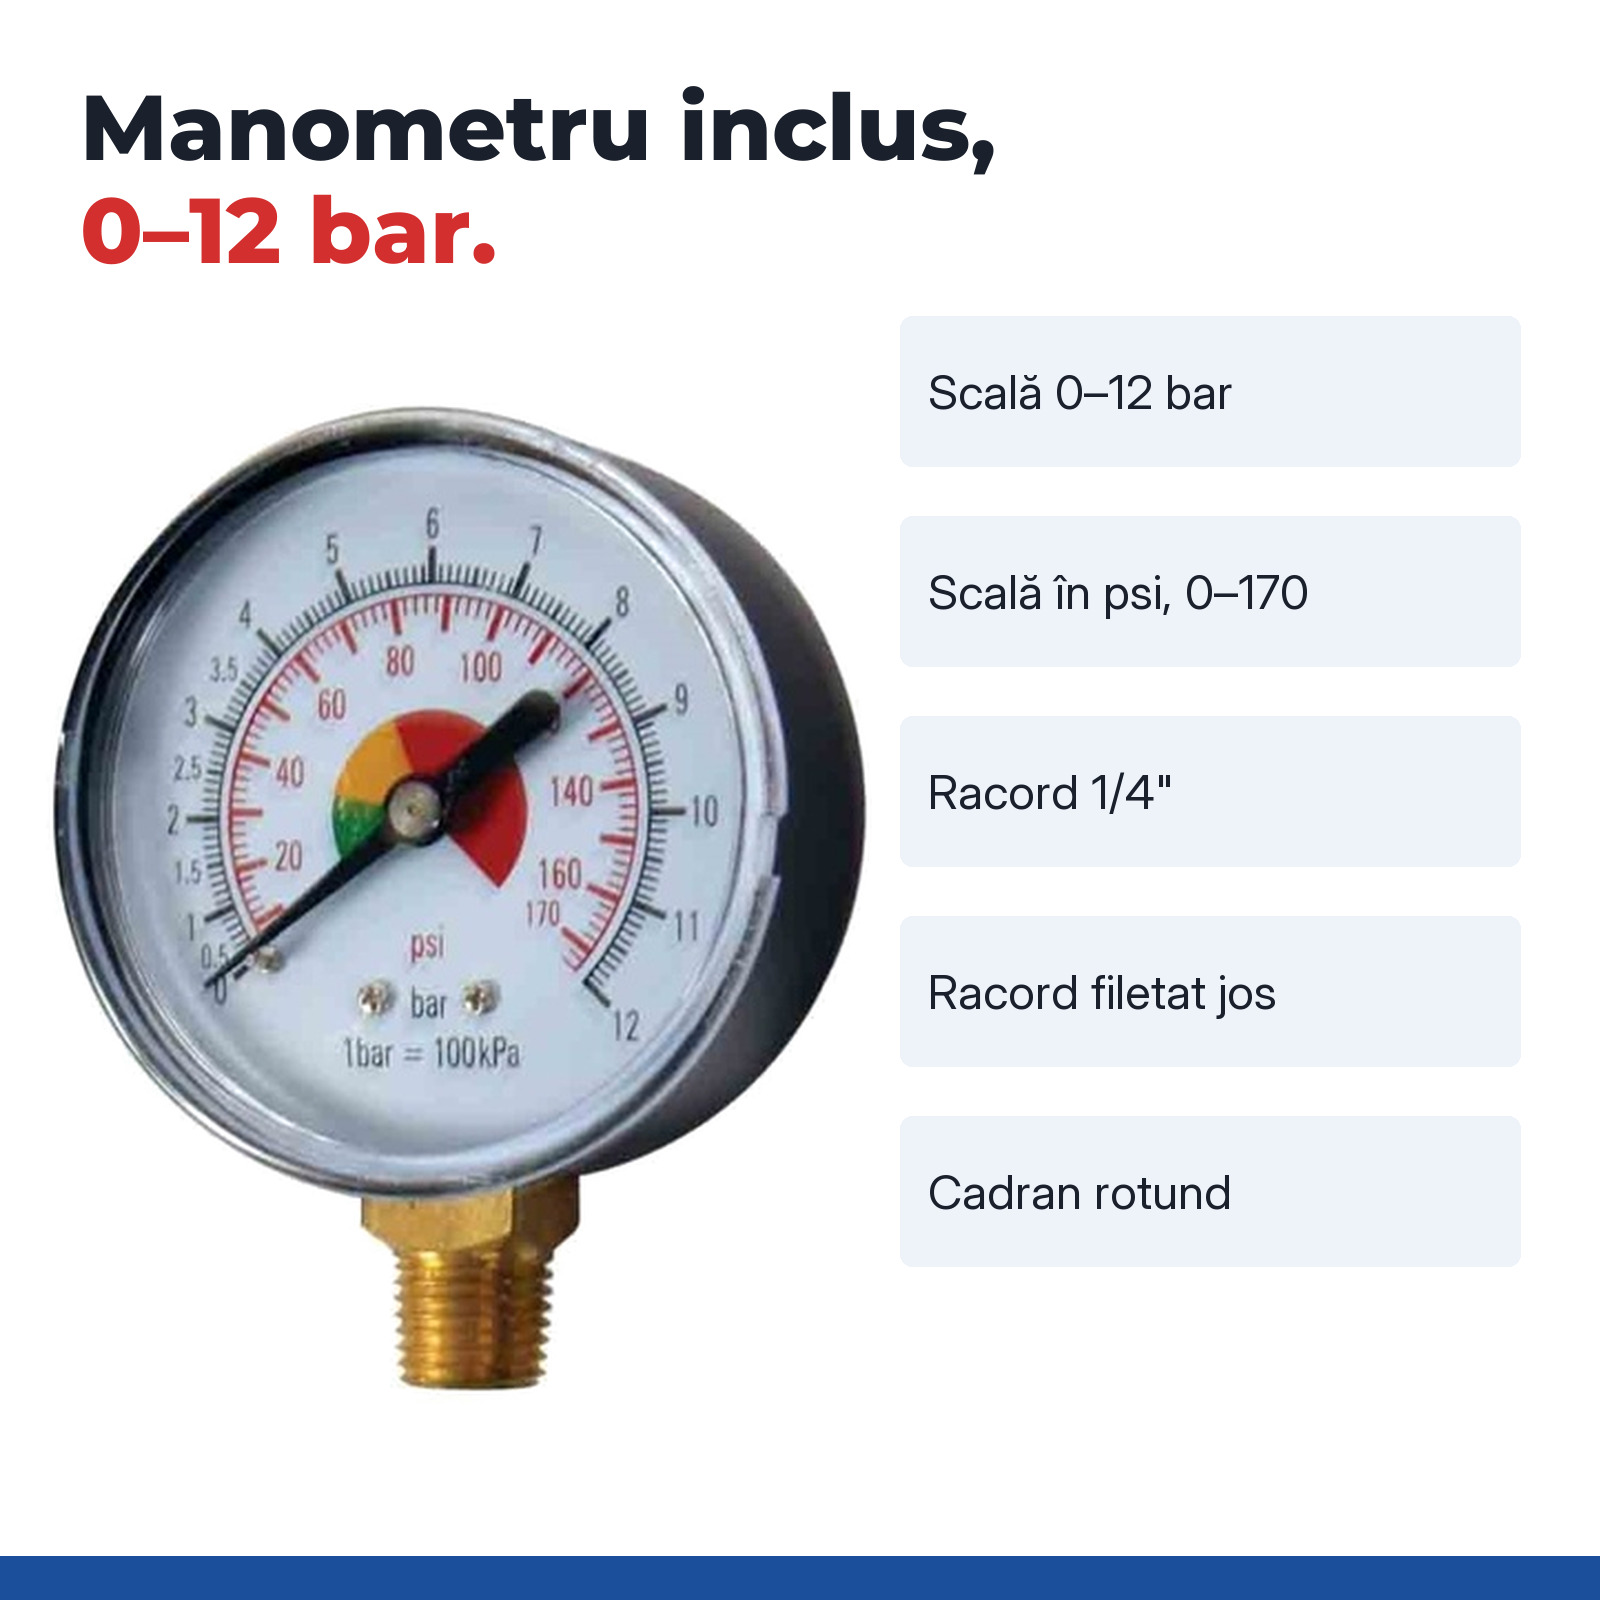 Manometru inclus,
0–12 bar.
Scală 0–12 bar
Scală în psi, 0–170
Racord 1/4"
Racord filetat jos
Cadran rotund
6
5
7
4
8
3.5
80
100
60
3
9
2.5
40
140
2
10
20
1.5
160
170
1
11
psi
0.5
0
bar
12
1bar = 100kPa